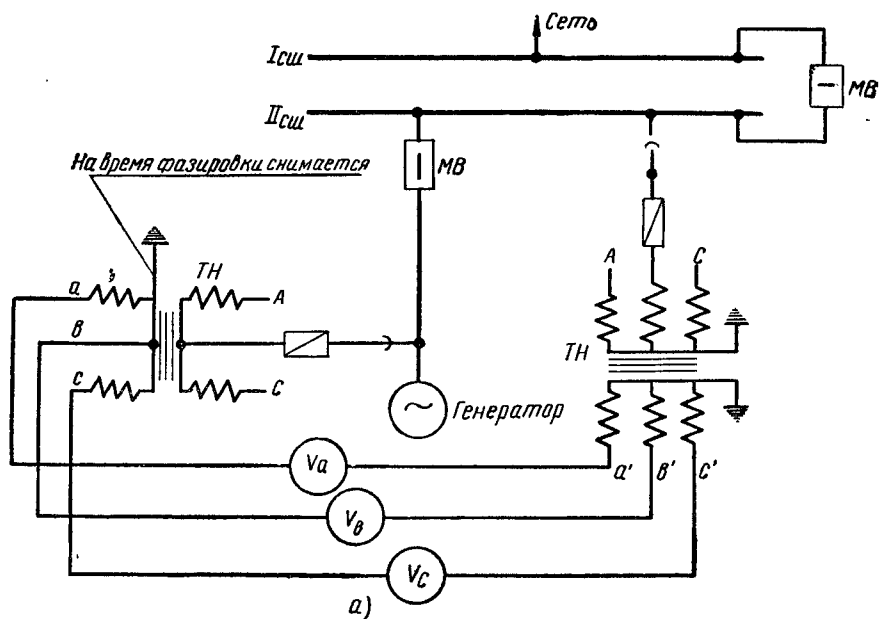 Сеть
Iсш
МВ
IIсш
На время фазировки снимается
МВ
a
ТН
A
A
C
в
ТН
c
C
Генератор
Va
a'
в'
c'
Vв
Vc
а)